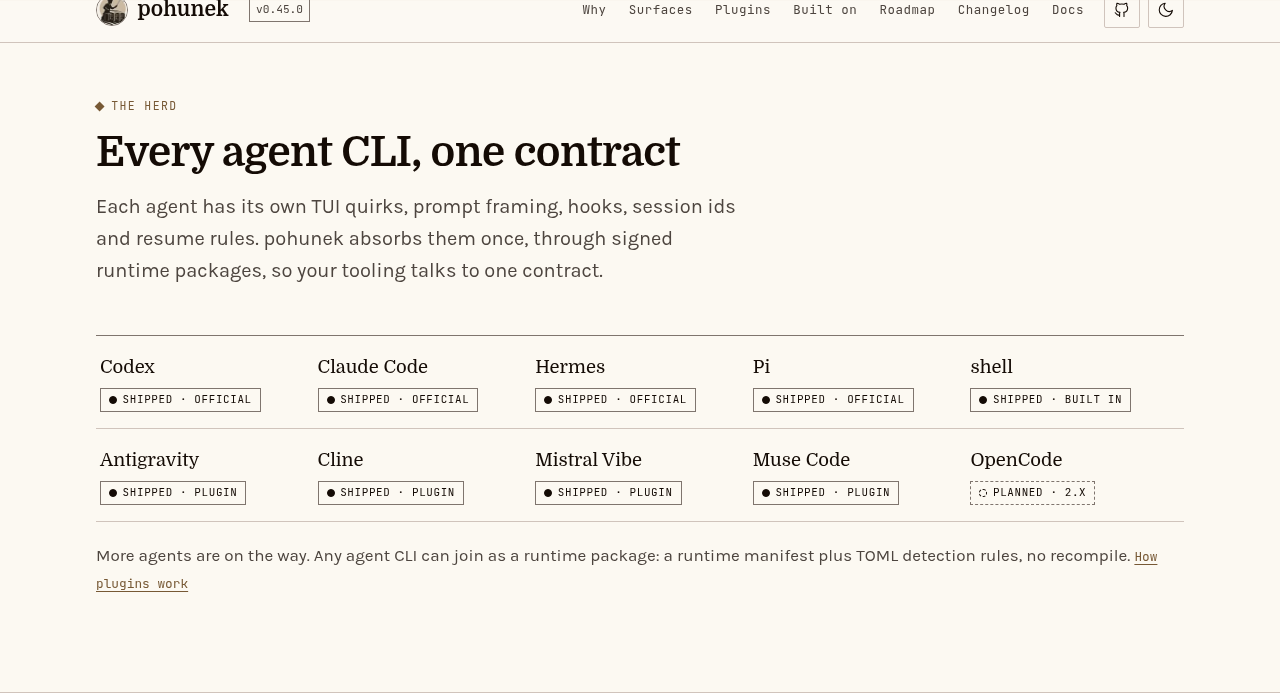 pohunek v0.45.0 Why Surfaces Plugins Built on Roadmap Changelog Docs
THE HERD
Every agent CLI, one contract
Each agent has its own TUI quirks, prompt framing, hooks, session ids
and resume rules. pohunek absorbs them once, through signed
runtime packages, so your tooling talks to one contract.
Codex Claude Code Hermes Pi shell
SHIPPED · OFFICIAL SHIPPED · OFFICIAL SHIPPED · OFFICIAL SHIPPED · OFFICIAL SHIPPED · BUILT IN
Antigravity Cline Mistral Vibe Muse Code OpenCode
SHIPPED · PLUGIN SHIPPED · PLUGIN SHIPPED · PLUGIN SHIPPED · PLUGIN PLANNED · 2.X
More agents are on the way. Any agent CLI can join as a runtime package: a runtime manifest plus TOML detection rules, no recompile. How
plugins work